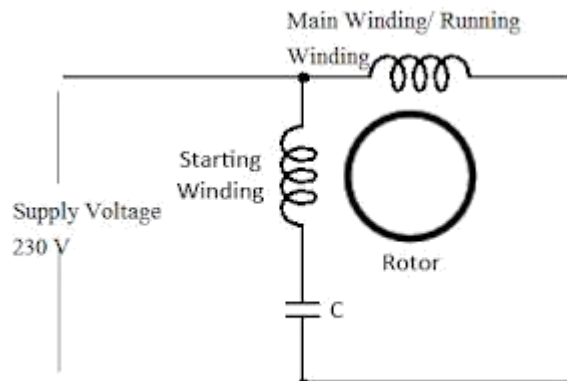 Main Winding/ Running
Winding
Starting
Winding
Supply Voltage
230 V
Rotor
C